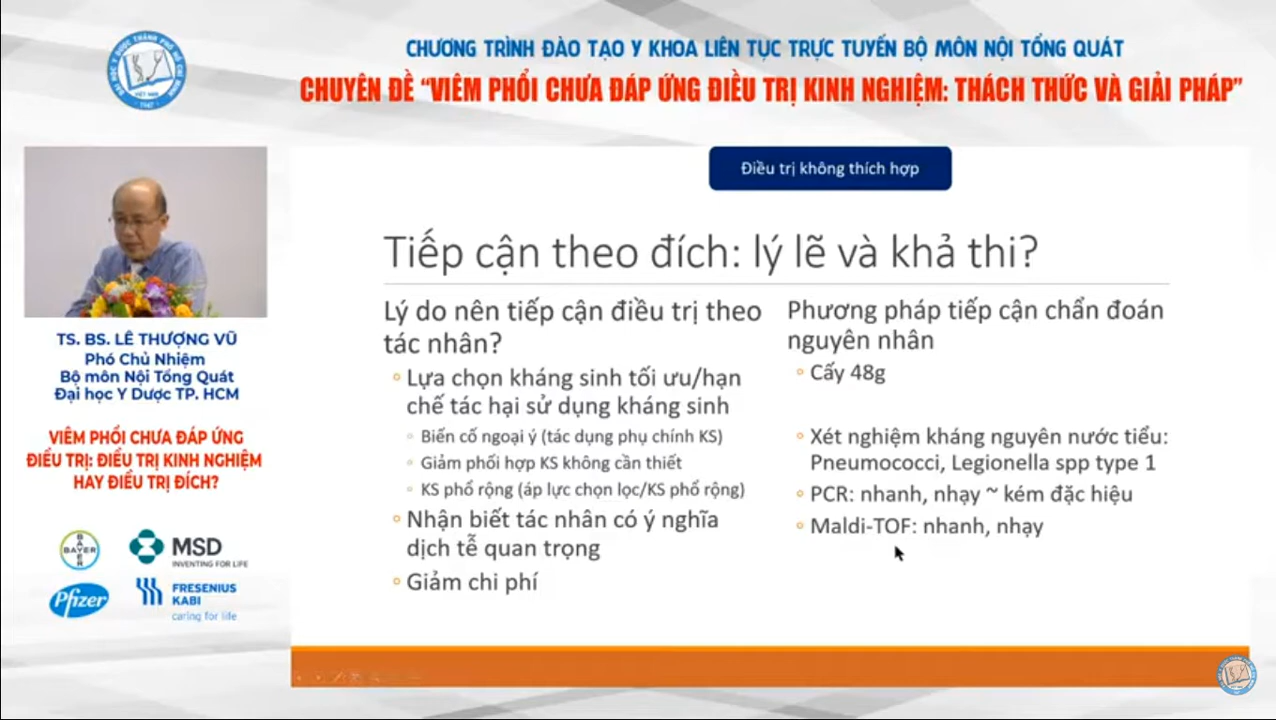 CHƯƠNG TRÌNH ĐÀO TẠO Y KHOA LIÊN TỤC TRỰC TUYẾN BỘ MÔN NỘI TỔNG QUÁT
CHUYÊN ĐỀ “VIÊM PHỔI CHƯA ĐÁP ỨNG ĐIỀU TRỊ KINH NGHIỆM: THÁCH THỨC VÀ GIẢI PHÁP”
TS. BS. LÊ THƯỢNG VŨ
Phó Chủ Nhiệm
Bộ môn Nội Tổng Quát
Đại học Y Dược TP. HCM
VIÊM PHỔI CHƯA ĐÁP ỨNG
ĐIỀU TRỊ: ĐIỀU TRỊ KINH NGHIỆM
HAY ĐIỀU TRỊ ĐÍCH?
BAYER
BAYER
MSD
INVENTING FOR LIFE
Pfizer
FRESENIUS
KABI
caring for life
Điều trị không thích hợp
Tiếp cận theo đích: lý lẽ và khả thi?
Lý do nên tiếp cận điều trị theo
tác nhân?
Lựa chọn kháng sinh tối ưu/hạn
chế tác hại sử dụng kháng sinh
Biến cố ngoại ý (tác dụng phụ chính KS)
Giảm phối hợp KS không cần thiết
KS phổ rộng (áp lực chọn lọc/KS phổ rộng)
Nhận biết tác nhân có ý nghĩa
dịch tễ quan trọng
Giảm chi phí
Phương pháp tiếp cận chẩn đoán
nguyên nhân
Cấy 48g
Xét nghiệm kháng nguyên nước tiểu:
Pneumococci, Legionella spp type 1
PCR: nhanh, nhạy ~ kém đặc hiệu
Maldi-TOF: nhanh, nhạy